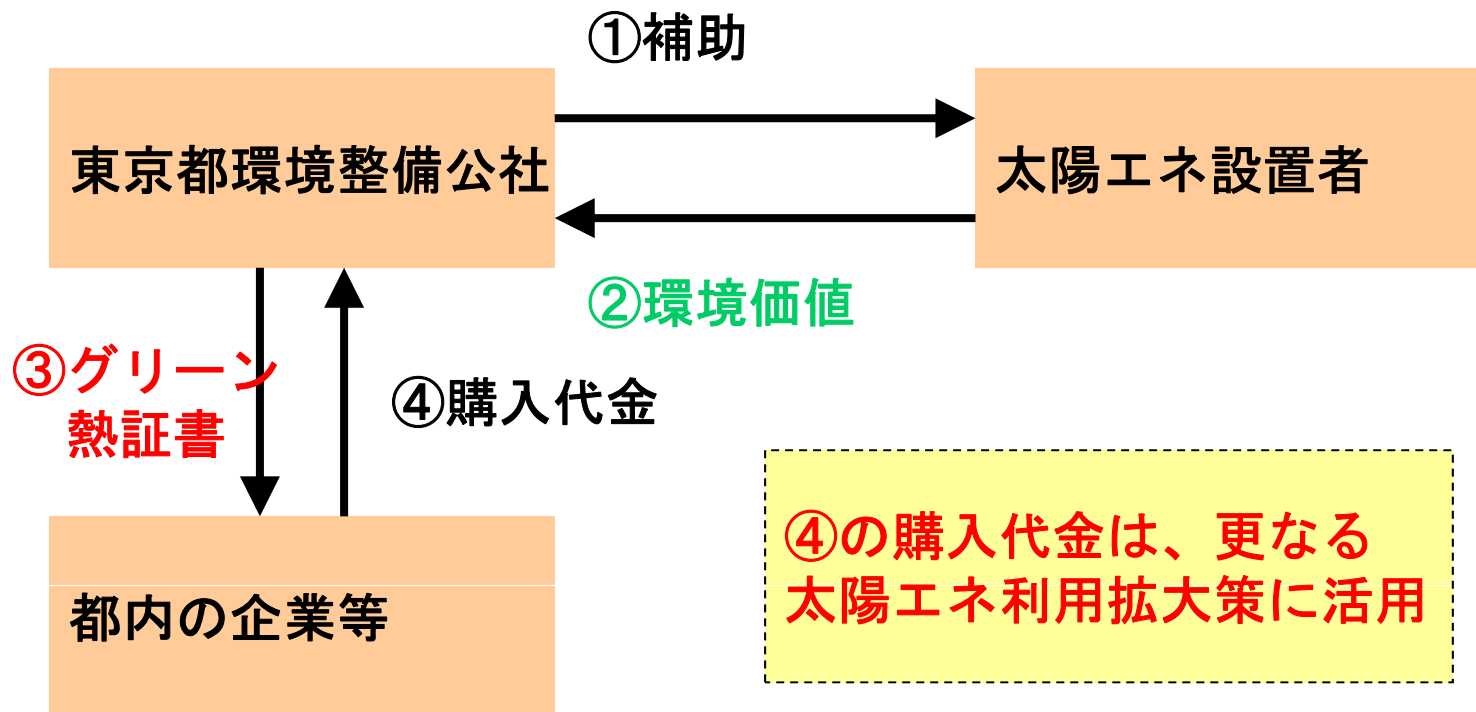 ①補助
東京都環境整備公社
太陽エネ設置者
②環境価値
③グリーン
熱証書
④購入代金
都内の企業等
④の購入代金は、更なる
太陽エネ利用拡大策に活用